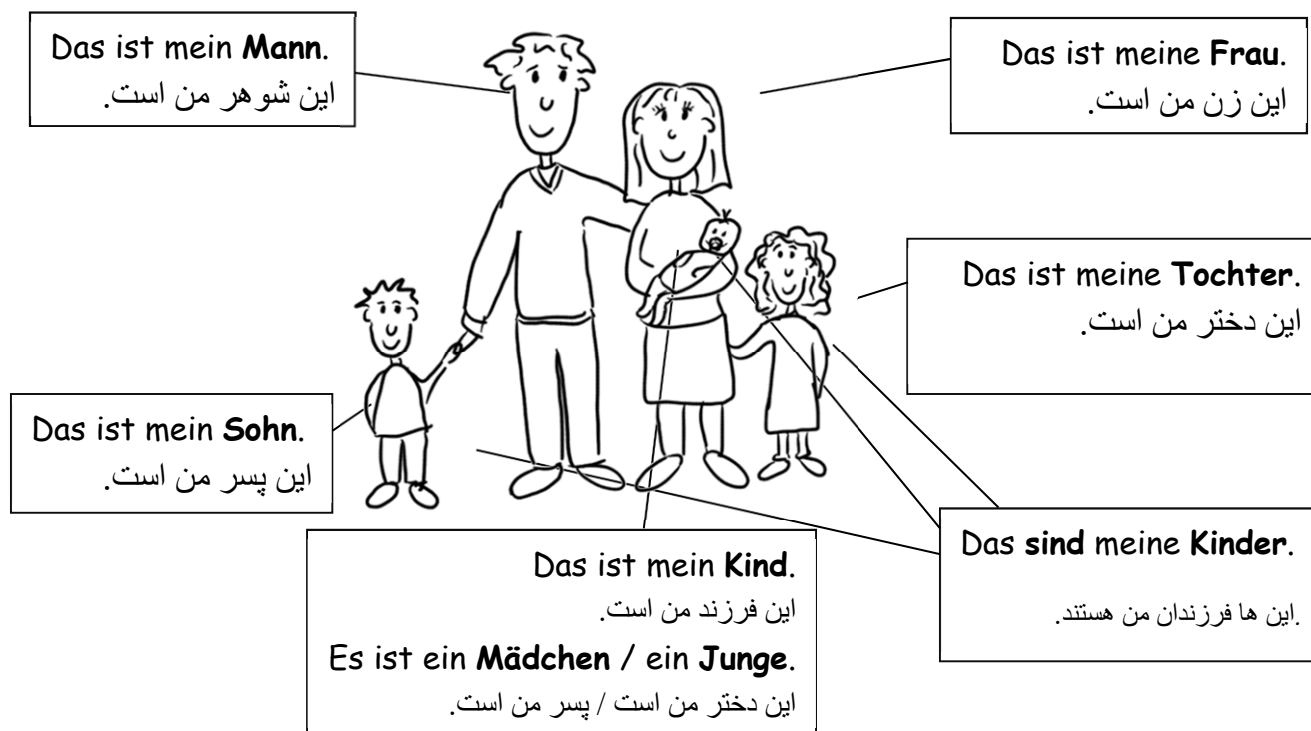 Das ist mein Mann.
این شوهر من است.
Das ist meine Frau.
این زن من است.
Das ist meine Tochter.
این دختر من است.
Das ist mein Sohn.
این پسر من است.
Das ist mein Kind.
این فرزند من است.
Es ist ein Mädchen / ein Junge.
این دختر من است / پسر من است.
Das sind meine Kinder.
.این ها فرزندان من هستند.